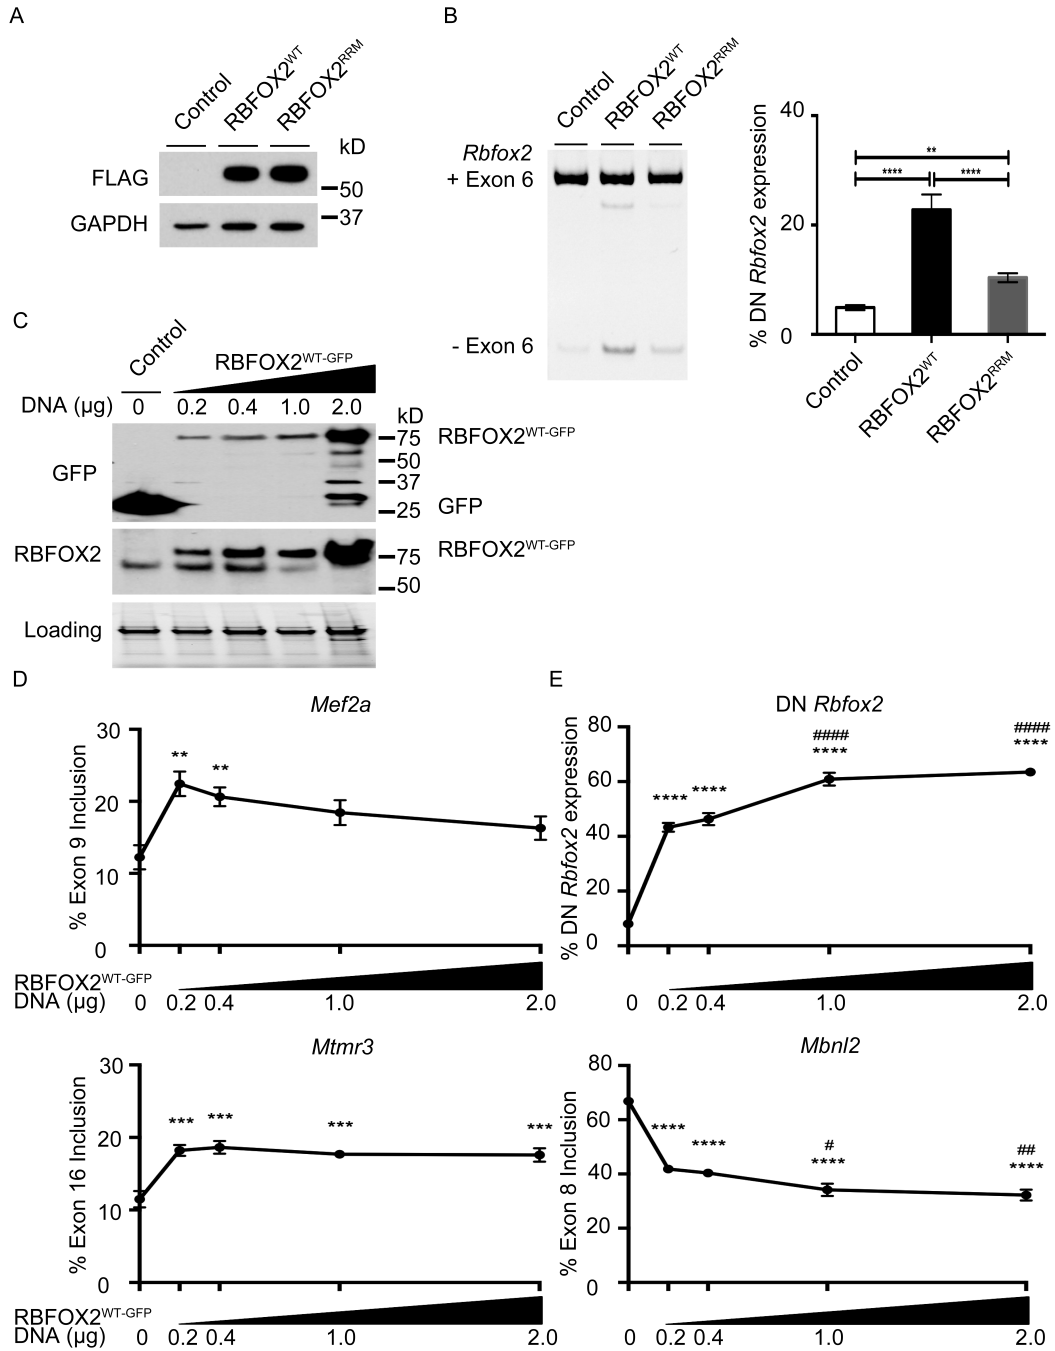 A
Control
RBFOX2WT
RBFOX2RRM
kD
FLAG
50
GAPDH
37
B
Control
RBFOX2WT
RBFOX2RRM
Rbfox2
+ Exon 6
- Exon 6
% DN Rbfox2 expression
40
20
0
**
**** ****
Control
RBFOX2WT
RBFOX2RRM
C
Control
RBFOX2WT-GFP
DNA (µg) 0 0.2 0.4 1.0 2.0
kD
GFP
75
50
37
25
RBFOX2WT-GFP
GFP
RBFOX2
75
50
RBFOX2WT-GFP
Loading
D
Mef2a
% Exon 9 Inclusion
30
20
10
0
** **
RBFOX2WT-GFP
DNA (µg) 0 0.2 0.4 1.0 2.0
Mtmr3
% Exon 16 Inclusion
30
20
10
0
*** *** *** ***
RBFOX2WT-GFP
DNA (µg) 0 0.2 0.4 1.0 2.0
E
DN Rbfox2
% DN Rbfox2 expression
80
60
40
20
0
#### ####
**** **** **** ****
0 0.2 0.4 1.0 2.0
Mbnl2
% Exon 8 Inclusion
80
60
40
20
0
# ##
**** **** **** ****
0 0.2 0.4 1.0 2.0